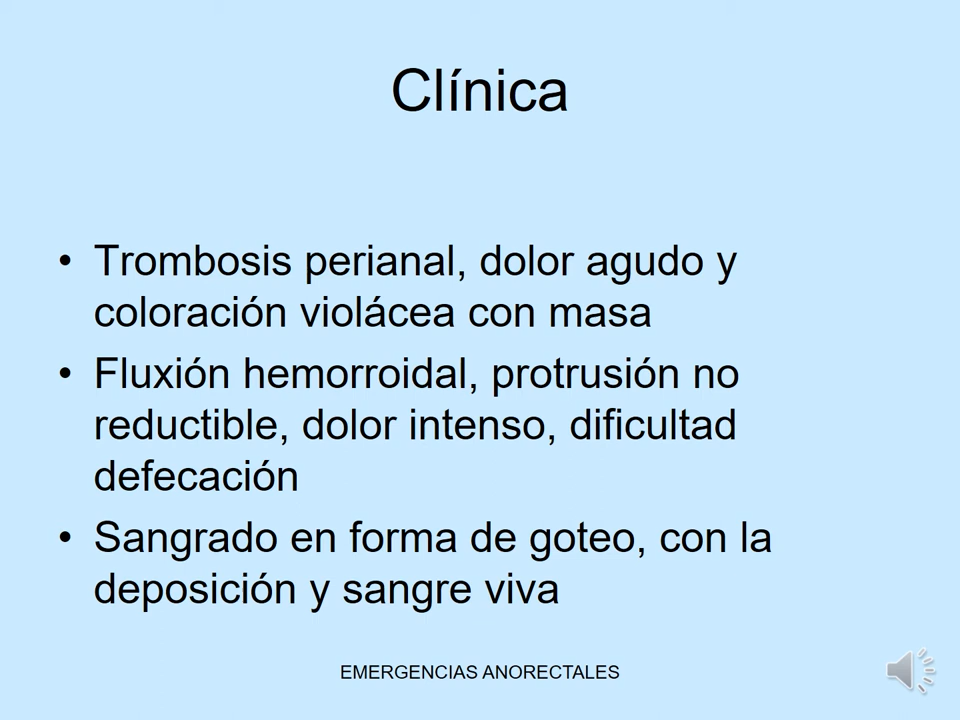 Clínica
• Trombosis perianal, dolor agudo y
coloración violácea con masa
• Fluxión hemorroidal, protrusión no
reductible, dolor intenso, dificultad
defecación
• Sangrado en forma de goteo, con la
deposición y sangre viva
EMERGENCIAS ANORECTALES